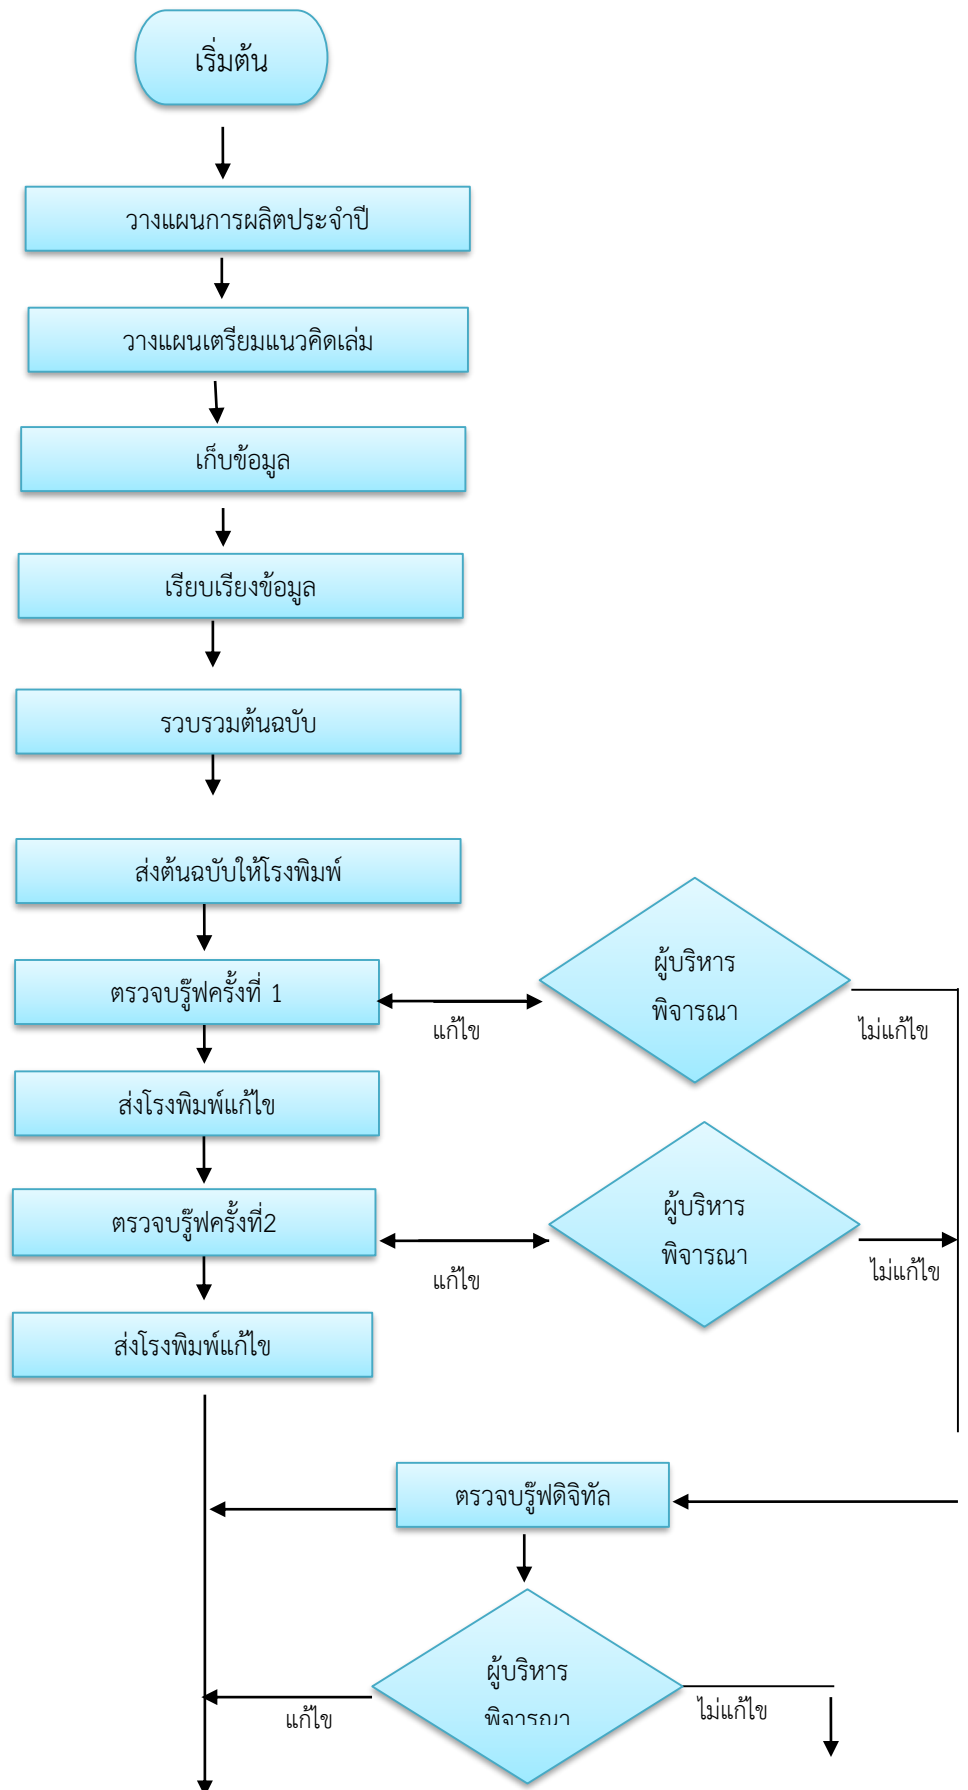 เริ่มต้น
วางแผนการผลิตประจำปี
วางแผนเตรียมแนวคิดเล่ม
เก็บข้อมูล
เรียบเรียงข้อมูล
รวบรวมต้นฉบับ
ส่งต้นฉบับให้โรงพิมพ์
ตรวจบรู๊ฟครั้งที่ 1
แก้ไข
ผู้บริหาร
พิจารณา
ไม่แก้ไข
ส่งโรงพิมพ์แก้ไข
ตรวจบรู๊ฟครั้งที่2
แก้ไข
ผู้บริหาร
พิจารณา
ไม่แก้ไข
ส่งโรงพิมพ์แก้ไข
ตรวจบรู๊ฟดิจิทัล
ผู้บริหาร
พิจารณา
แก้ไข
ไม่แก้ไข